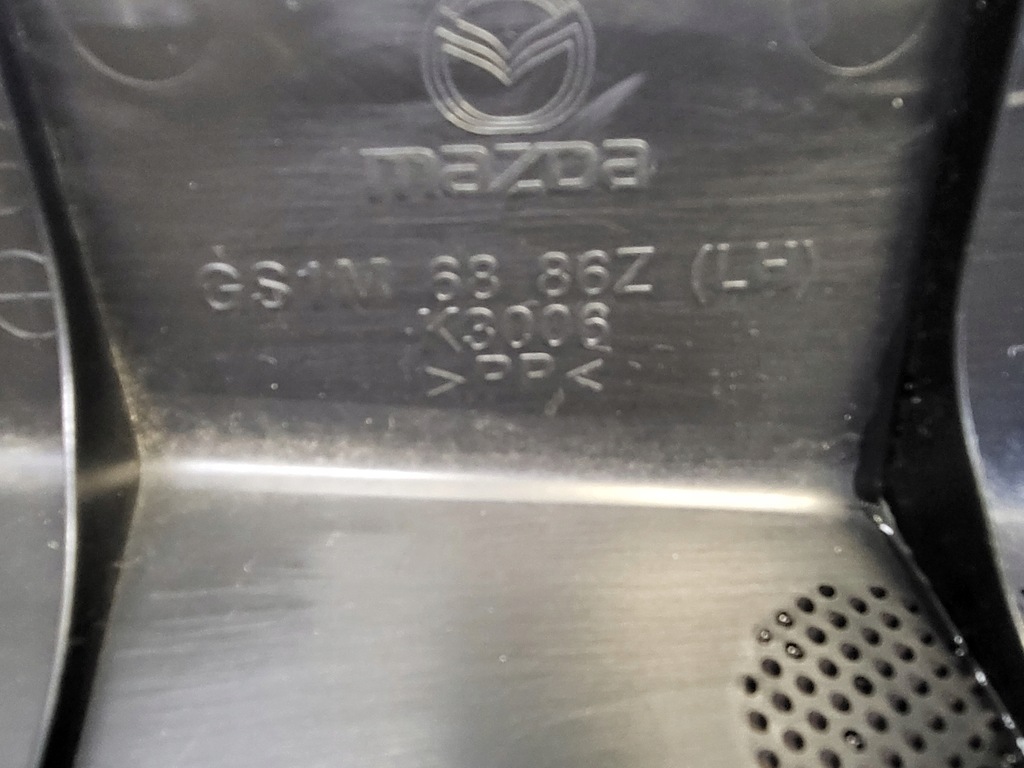 mazda
GS1M 68 86Z (LH)
K3006
>PP<